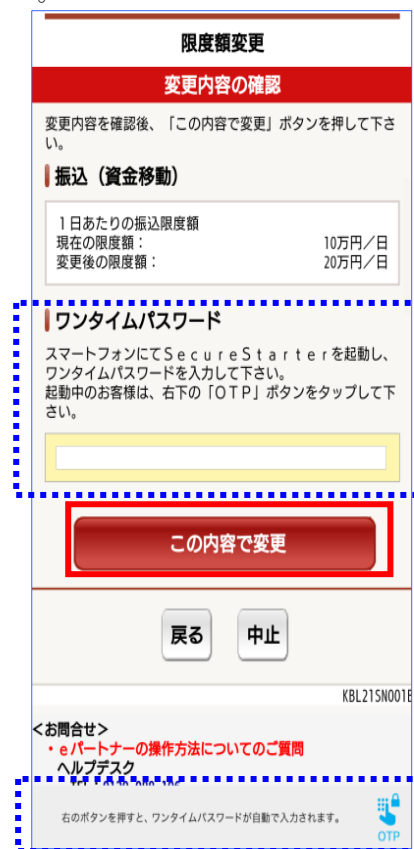 限度額変更
変更内容の確認
変更内容を確認後、「この内容で変更」ボタンを押して下さ
い。
振込（資金移動）
１日あたりの振込限度額
現在の限度額： 10万円／日
変更後の限度額： 20万円／日
ワンタイムパスワード
スマートフォンにてＳｅｃｕｒｅＳｔａｒｔｅｒを起動し、
ワンタイムパスワードを入力して下さい。
起動中のお客様は、右下の「ＯＴＰ」ボタンをタップして下
さい。
この内容で変更
戻る 中止
KBL21SN001B
＜お問合せ＞
・ｅパートナーの操作方法についてのご質問
ヘルプデスク
右のボタンを押すと、ワンタイムパスワードが自動で入力されます。
OTP